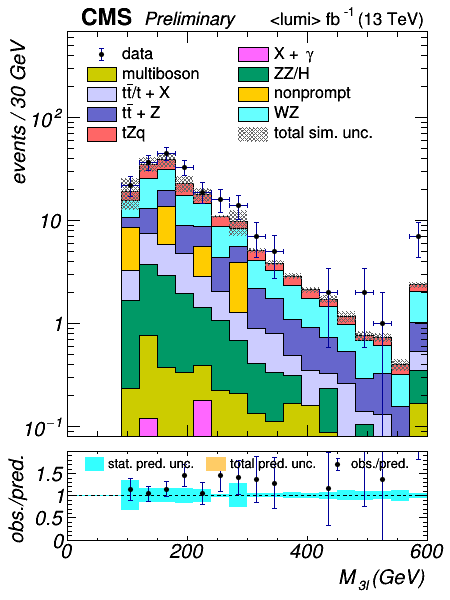 CMS Preliminary <lumi> fb⁻¹ (13 TeV)
events / 30 GeV
data
multiboson
tt̄/t + X
tt̄ + Z
tZq
X + γ
ZZ/H
nonprompt
WZ
total sim. unc.
10²
10
1
10⁻¹
stat. pred. unc. total pred. unc. obs./pred.
obs./pred.
1.5
1
0.5
0
0 200 400 600
M₃ₗ (GeV)